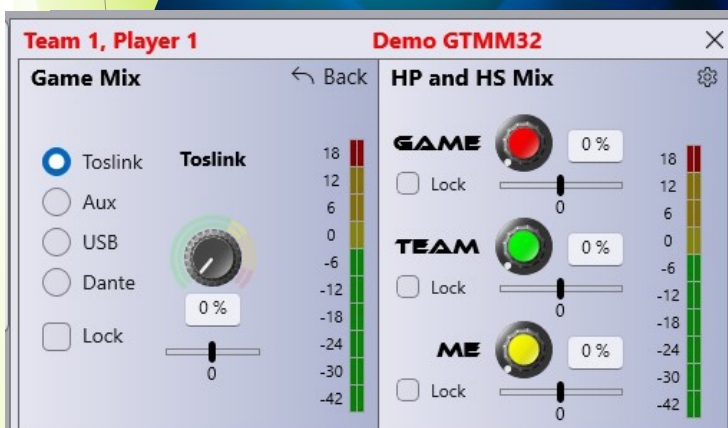 Team 1, Player 1
Demo GTMM32
Game Mix
Back
Toslink
Aux
USB
Dante
Lock
Toslink
0 %
0
18
12
6
0
-6
-12
-18
-24
-30
-42
HP and HS Mix
GAME
0 %
Lock
0
TEAM
0 %
Lock
0
ME
0 %
Lock
0
18
12
6
0
-6
-12
-18
-24
-30
-42